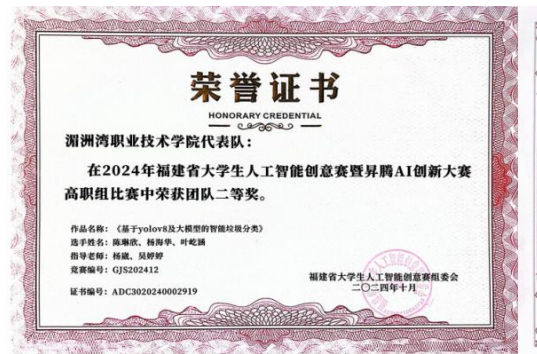 荣誉证书
HONORARY CREDENTIAL
湄洲湾职业技术学院代表队：
在2024年福建省大学生人工智能创意赛暨昇腾AI创新大赛
高职组比赛中荣获团队二等奖。
作品名称：《基于yolov8及大模型的智能垃圾分类》
选手姓名：陈琳欣、杨海华、叶屹涵
指导老师：杨崴、吴婷婷
竞赛编号：GJS202412
证书编号：ADC3020240002919
福建省大学生人工智能创意赛组委会
二〇二四年十月